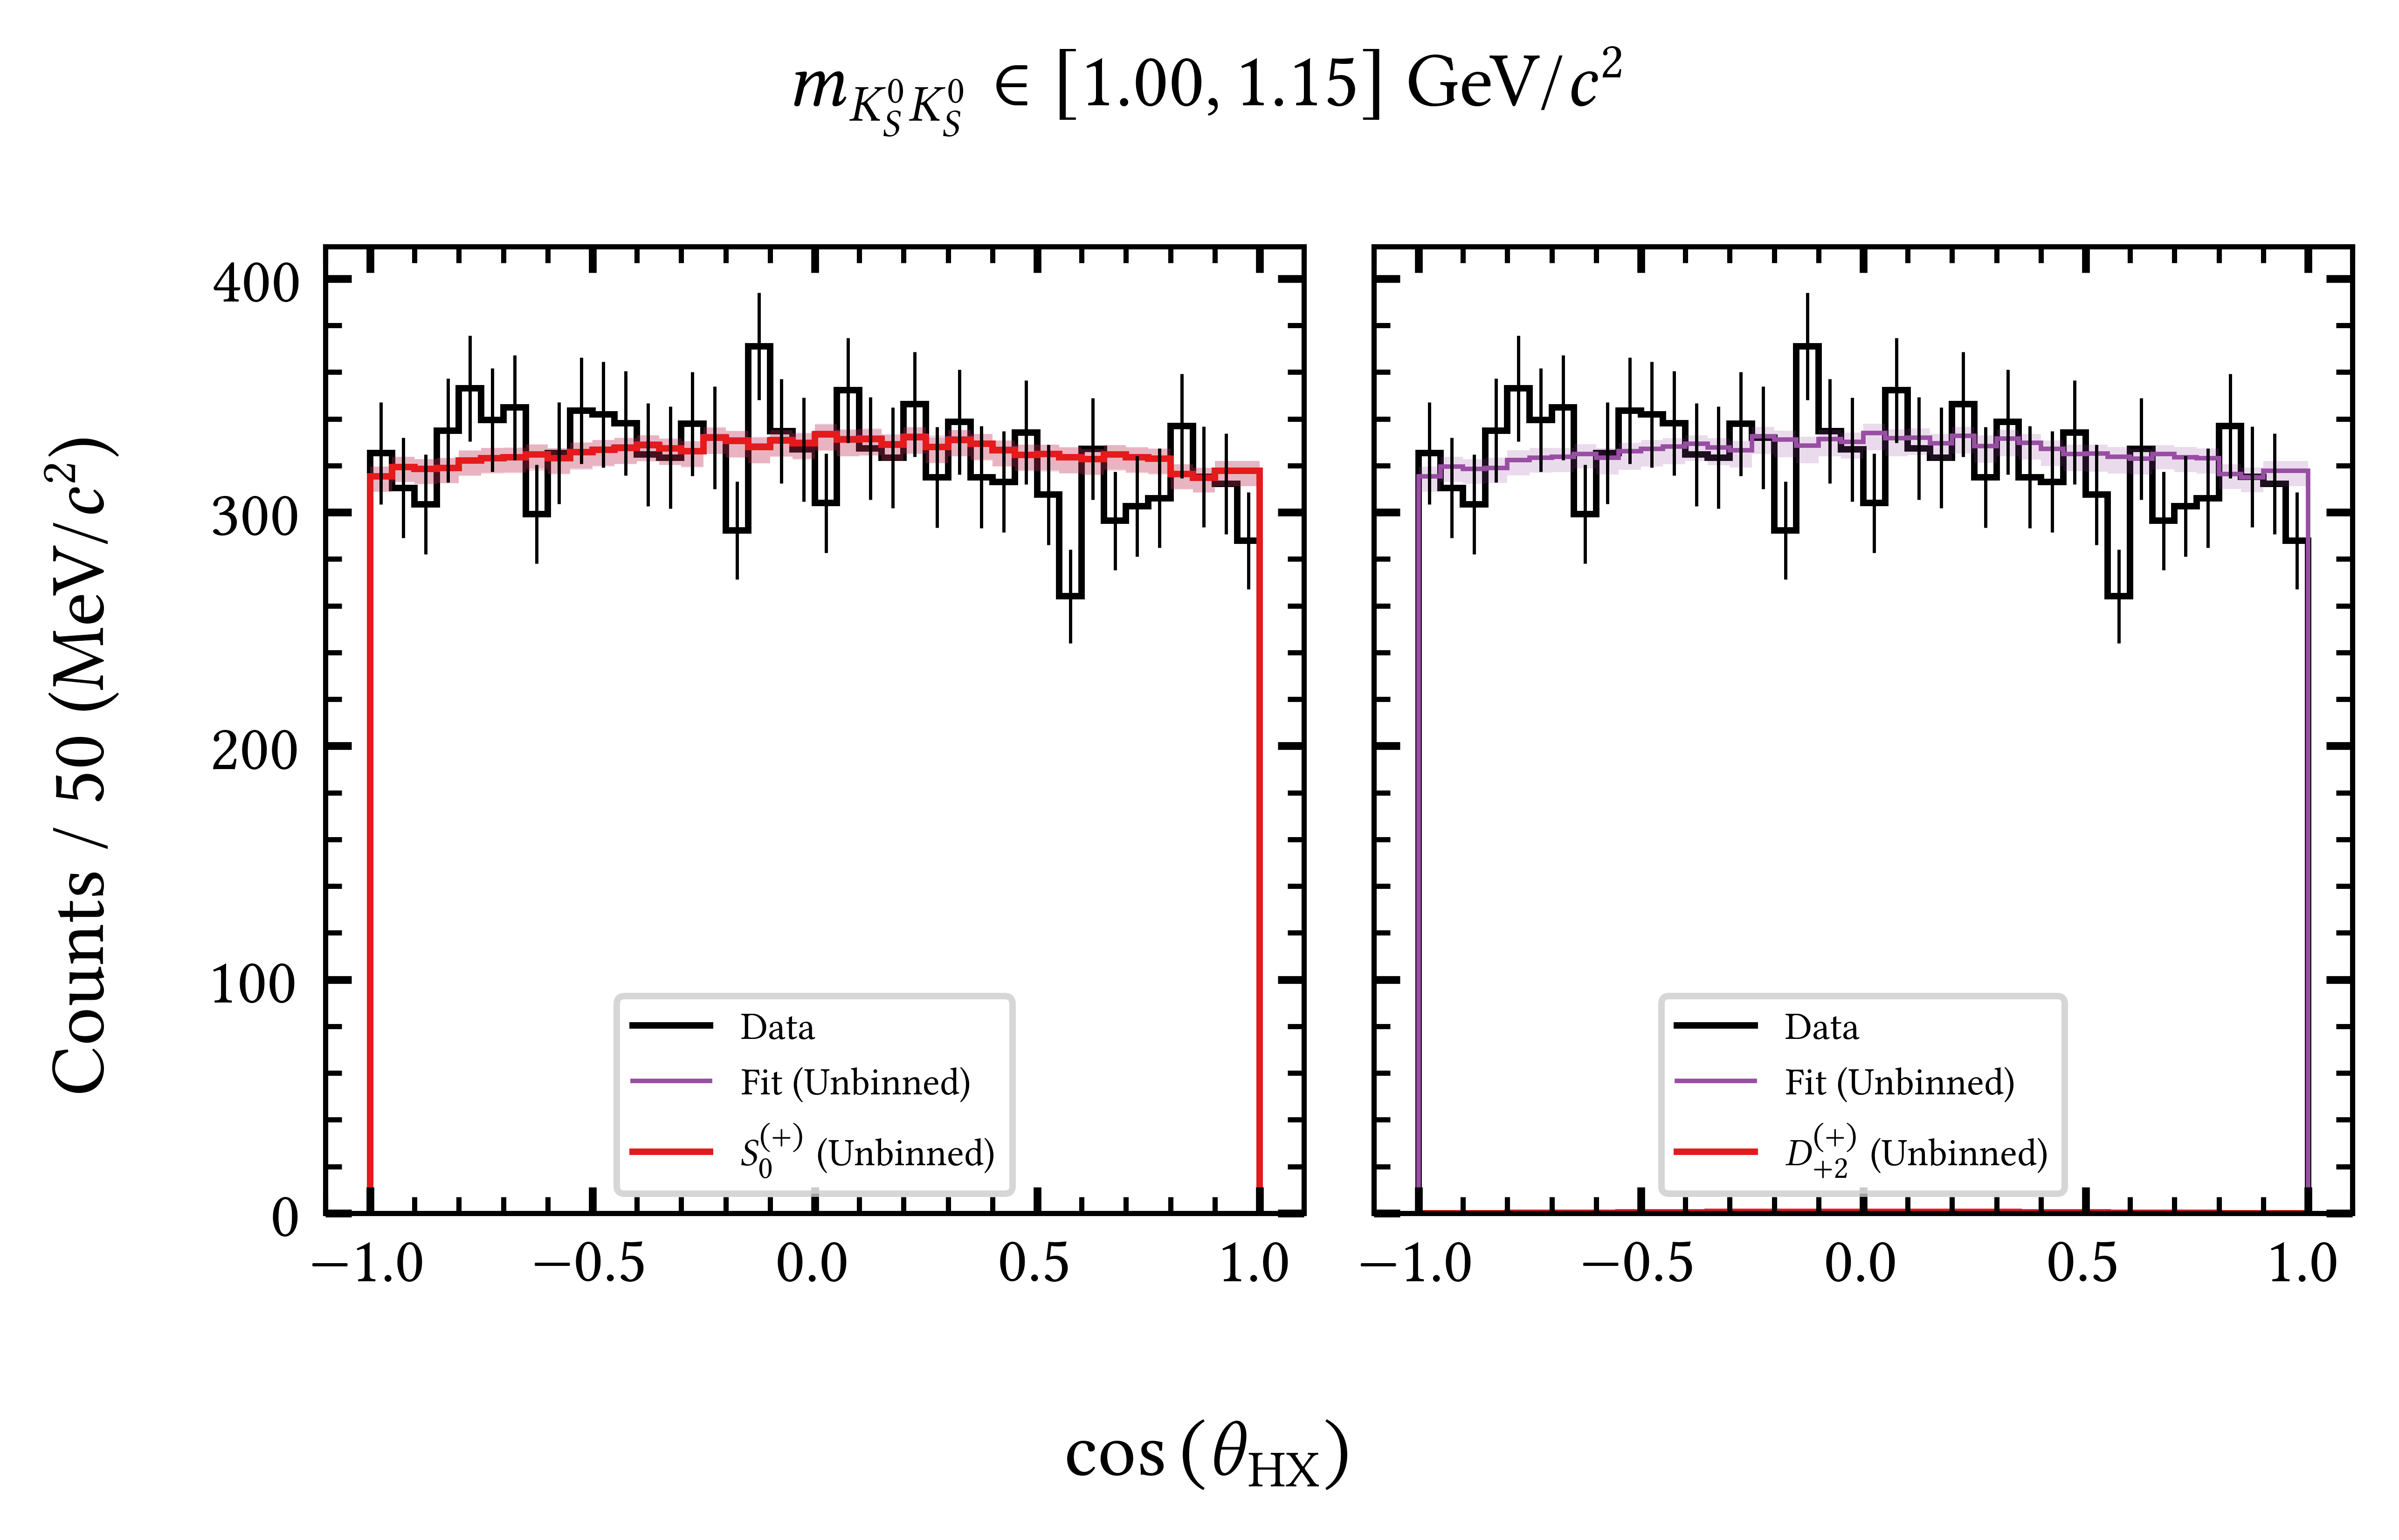 m_{K_S^0 K_S^0} ∈ [1.00, 1.15] GeV/c²
Counts / 50 (MeV/c²)
400
300
200
100
0
Data
Fit (Unbinned)
S_0^{(+)} (Unbinned)
−1.0 −0.5 0.0 0.5 1.0
Data
Fit (Unbinned)
D_{+2}^{(+)} (Unbinned)
−1.0 −0.5 0.0 0.5 1.0
cos (θ_{HX})